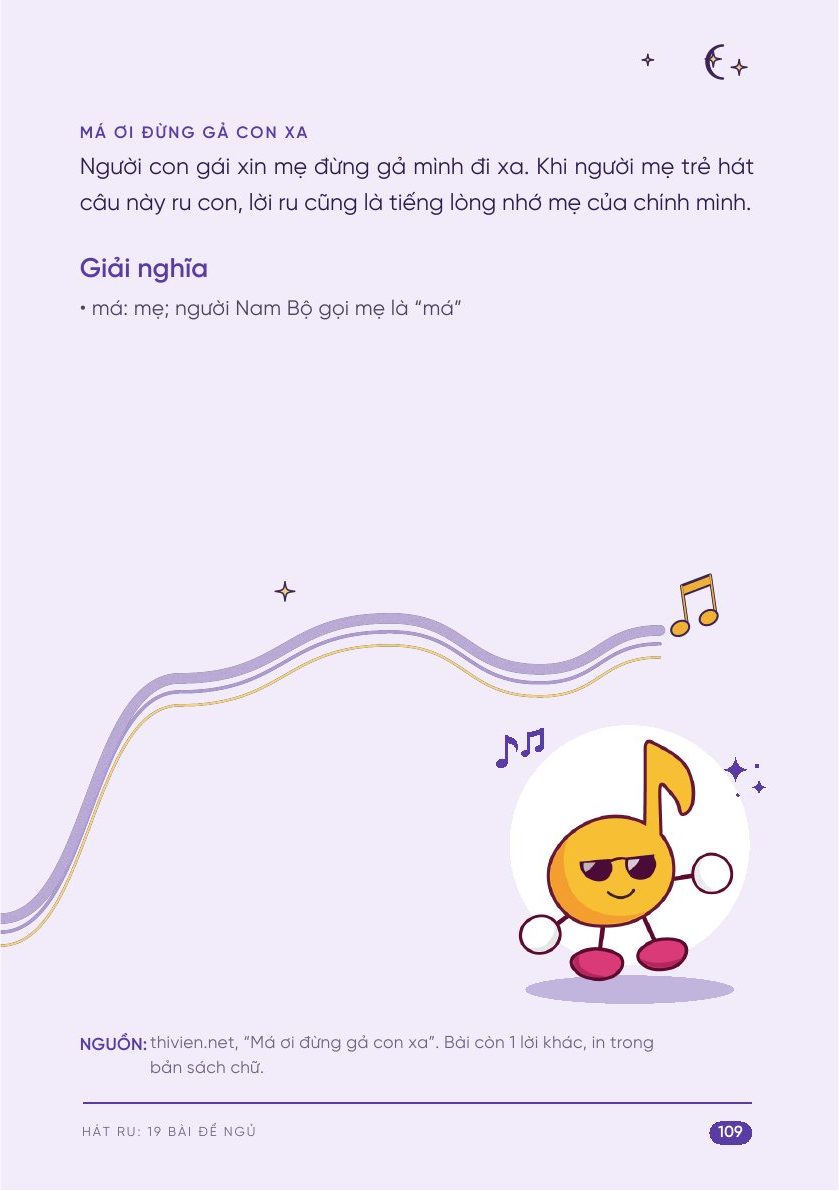 MÁ ƠI ĐỪNG GẢ CON XA
Người con gái xin mẹ đừng gả mình đi xa. Khi người mẹ trẻ hát
câu này ru con, lời ru cũng là tiếng lòng nhớ mẹ của chính mình.
Giải nghĩa
• má: mẹ; người Nam Bộ gọi mẹ là “má”
NGUỒN: thivien.net, “Má ơi đừng gả con xa”. Bài còn 1 lời khác, in trong
bản sách chữ.
HÁT RU: 19 BÀI ĐỂ NGỦ
109